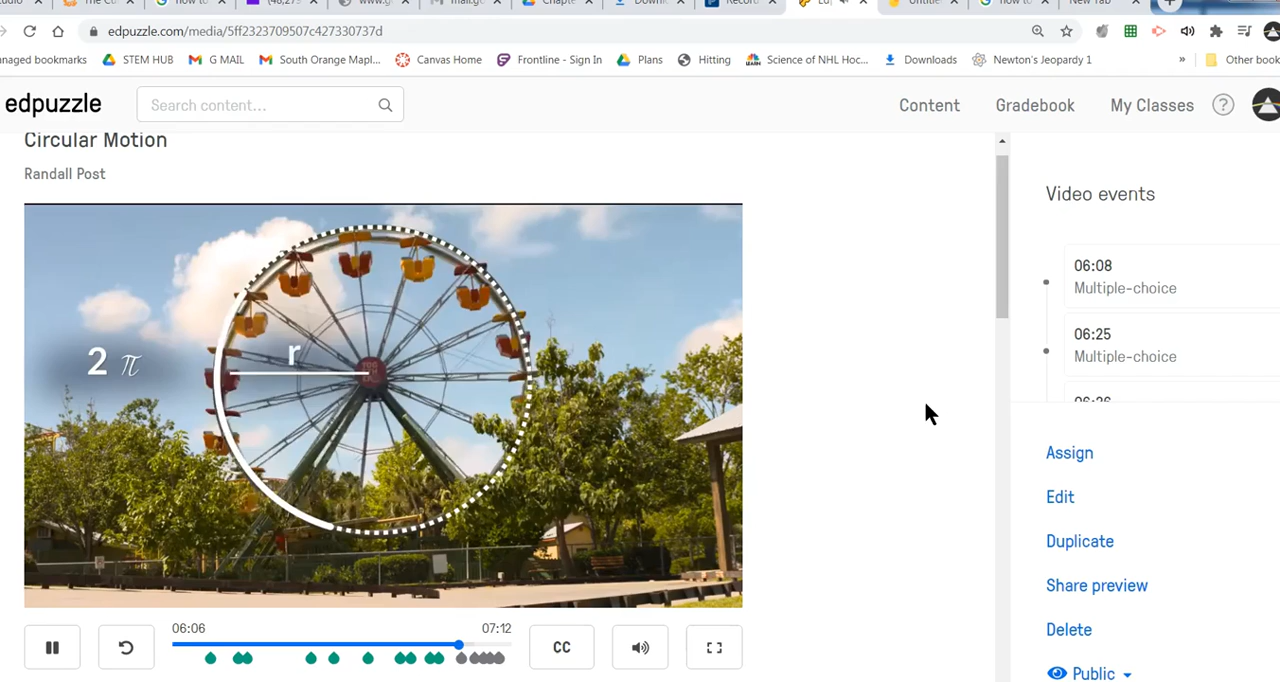 edpuzzle.com/media/5ff2323709507c427330737d
naged bookmarks STEM HUB G MAIL South Orange Mapl... Canvas Home Frontline - Sign In Plans Hitting Science of NHL Hoc... Downloads Newton's Jeopardy 1 » Other book
edpuzzle Search content... Content Gradebook My Classes ?
Circular Motion
Randall Post
Video events
06:08
Multiple-choice
06:25
Multiple-choice
r
2 π
Assign
Edit
Duplicate
Share preview
Delete
Public
06:06 07:12
CC